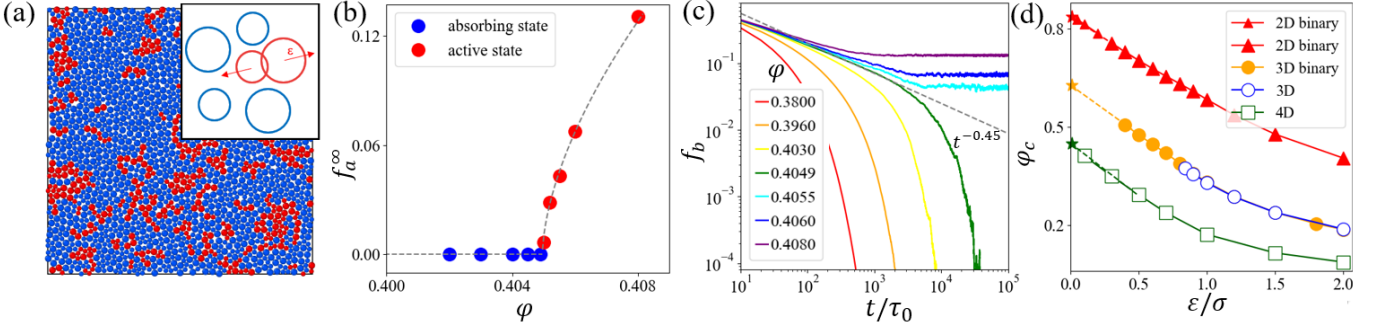 (a)
ε
(b)
absorbing state
active state
0.12
0.06
0.00
f_a^∞
0.400
0.404
0.408
φ
(c)
10^{-1}
10^{-2}
10^{-3}
10^{-4}
f_b
φ
0.3800
0.3960
0.4030
0.4049
0.4055
0.4060
0.4080
t^{-0.45}
10^1
10^2
10^3
10^4
10^5
t/τ_0
(d)
2D binary
2D binary
3D binary
3D
4D
0.8
0.5
0.2
φ_c
0.0
0.5
1.0
1.5
2.0
ε/σ